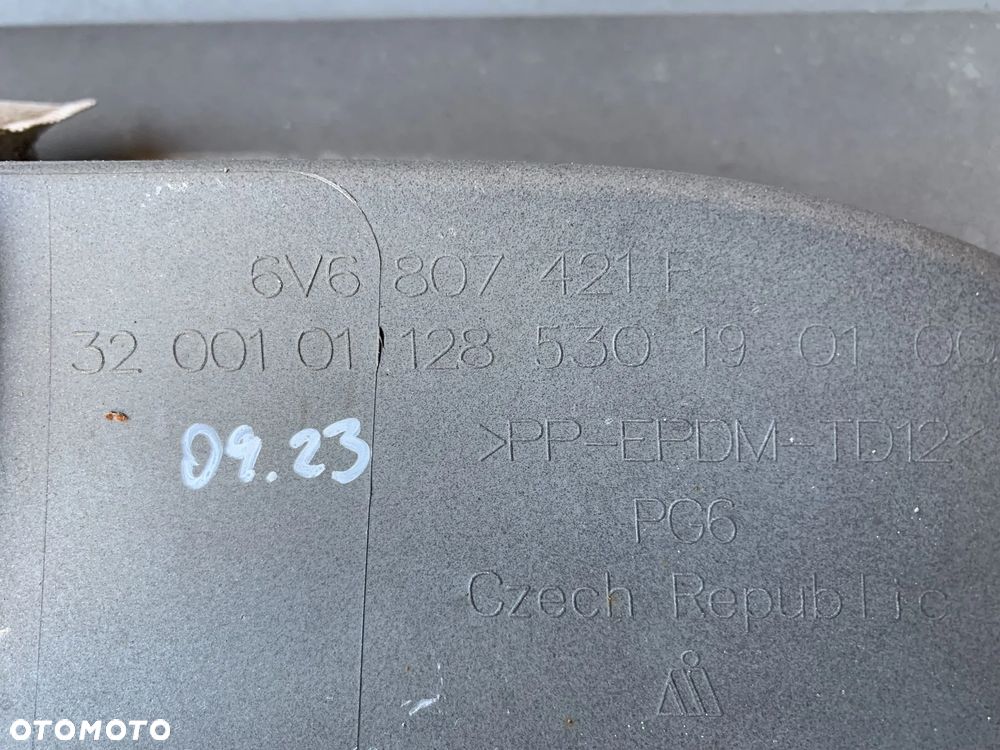 6V6 807 421 F
32 001 01 128 530 19 01 00
09.23
>PP-EPDM-TD12<
PG6
Czech Republic
OTOMOTO